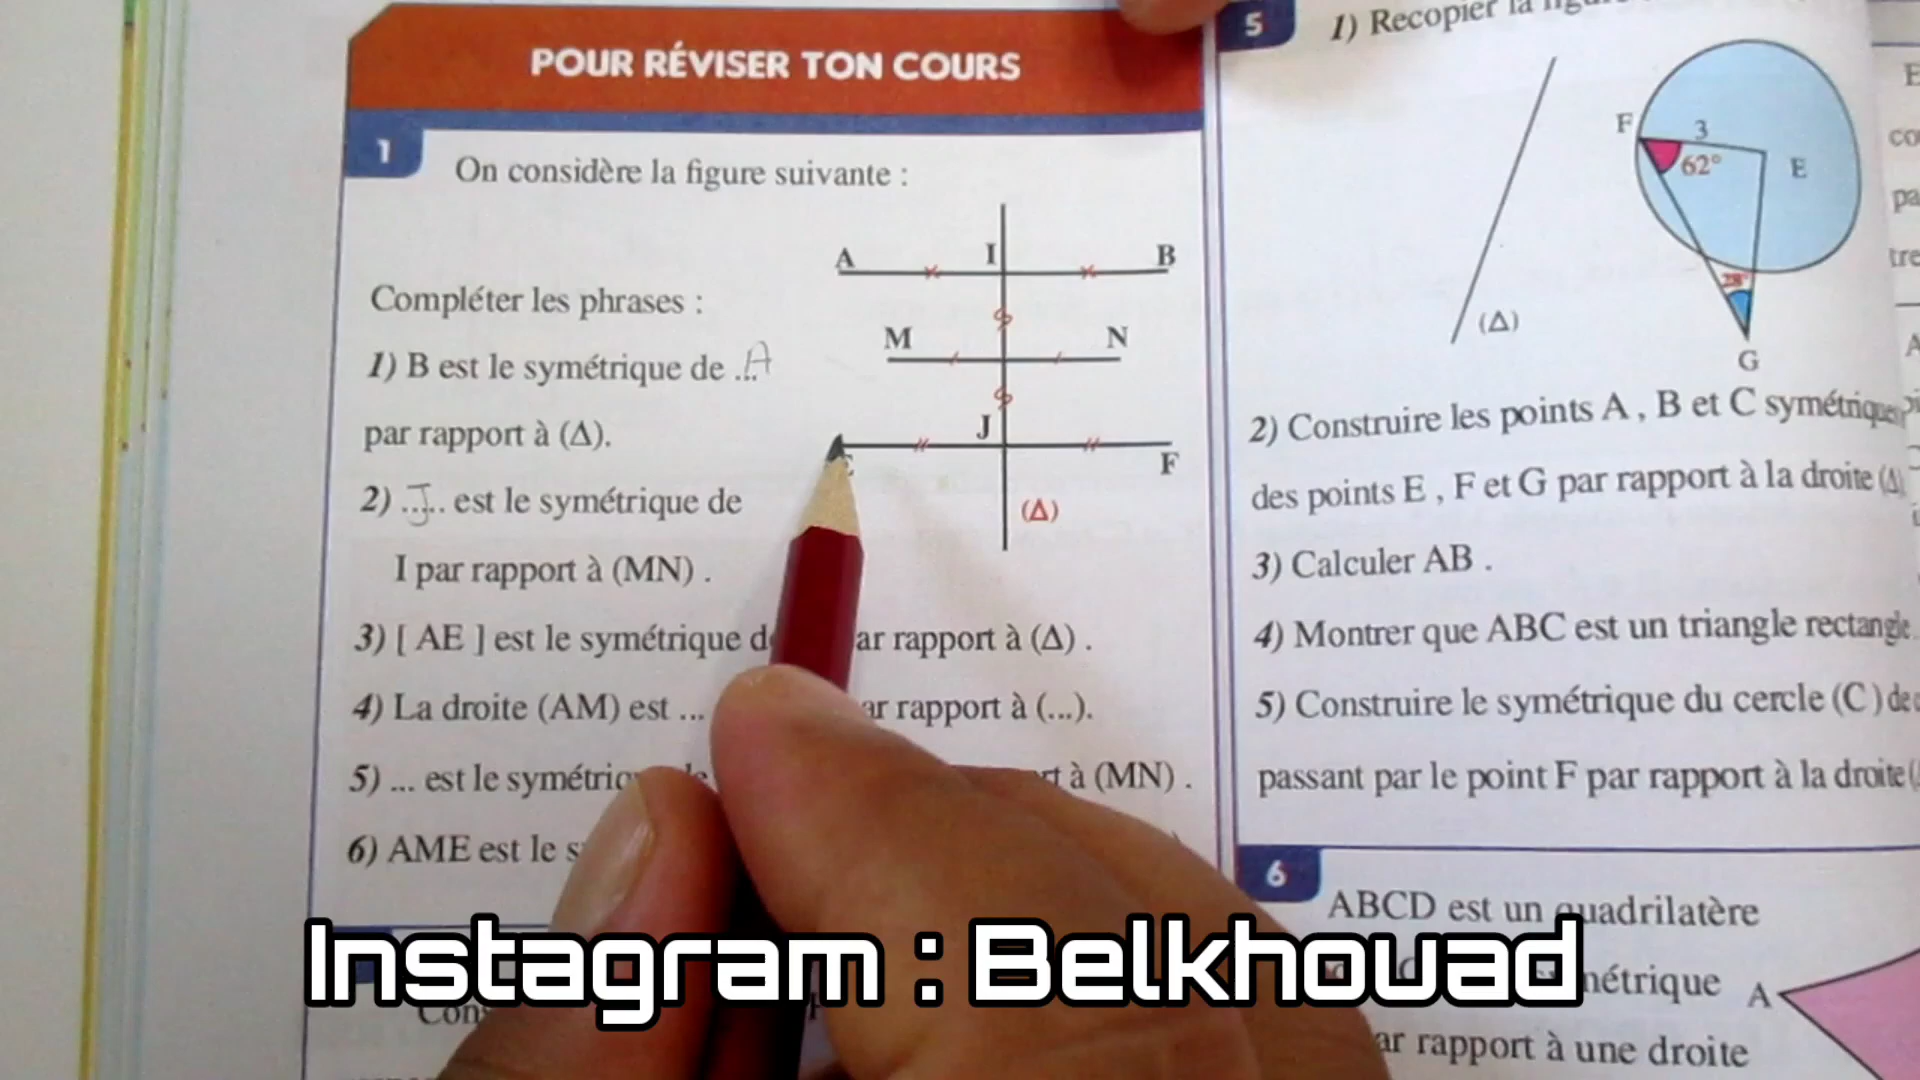 POUR RÉVISER TON COURS
1
On considère la figure suivante :
A I B
M N
J
F
(Δ)
Compléter les phrases :
1) B est le symétrique de ...A
par rapport à (Δ).
2) ..J.. est le symétrique de
I par rapport à (MN) .
3) [ AE ] est le symétrique ar rapport à (Δ) .
4) La droite (AM) est ... ar rapport à (...).
5) ... est le à (MN) .
6) AME est le
5
1) Recopier la
F 3
62° E
28°
G
(Δ)
2) Construire les points A , B et C symétrique
des points E , F et G par rapport à la droite (Δ)
3) Calculer AB .
4) Montrer que ABC est un triangle rectangle
5) Construire le symétrique du cercle (C) de
passant par le point F par rapport à la droite (
6
ABCD est un quadrilatère
métrique A
ar rapport à une droite
Instagram : Belkhouad